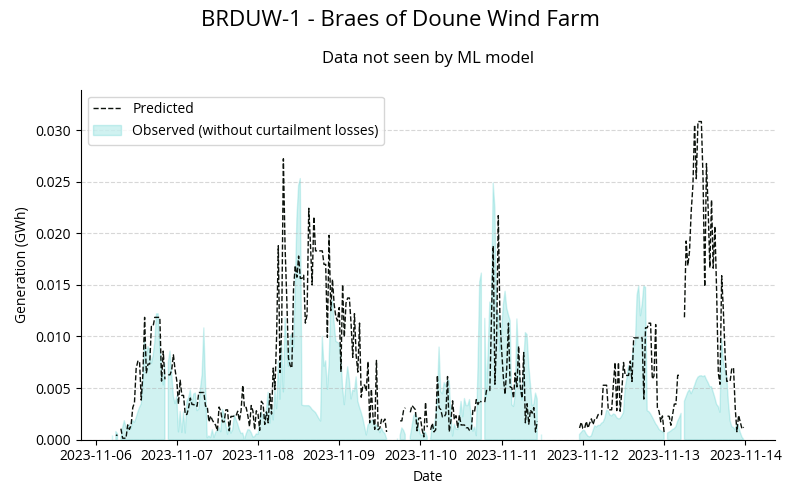 BRDUW-1 - Braes of Doune Wind Farm
Data not seen by ML model
Predicted
Observed (without curtailment losses)
Generation (GWh)
0.030
0.025
0.020
0.015
0.010
0.005
0.000
2023-11-06 2023-11-07 2023-11-08 2023-11-09 2023-11-10 2023-11-11 2023-11-12 2023-11-13 2023-11-14
Date